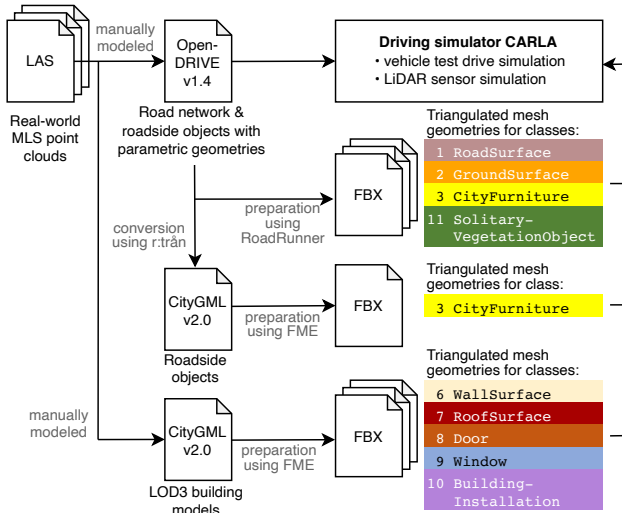 LAS
Real-world
MLS point
clouds
manually
modeled
Open-
DRIVE
v1.4
Road network &
roadside objects with
parametric geometries
Driving simulator CARLA
• vehicle test drive simulation
• LiDAR sensor simulation
Triangulated mesh
geometries for classes:
1 RoadSurface
2 GroundSurface
3 CityFurniture
11 Solitary-
VegetationObject
FBX
preparation
using
RoadRunner
conversion
using r:trån
CityGML
v2.0
Roadside
objects
preparation
using FME
FBX
Triangulated mesh
geometries for class:
3 CityFurniture
manually
modeled
CityGML
v2.0
LOD3 building
models
preparation
using FME
FBX
Triangulated mesh
geometries for classes:
6 WallSurface
7 RoofSurface
8 Door
9 Window
10 Building-
Installation